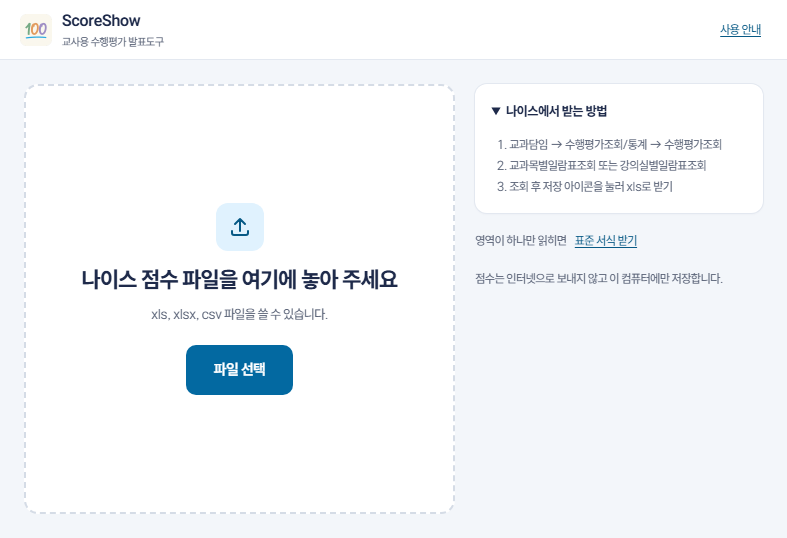 100
ScoreShow
교사용 수행평가 발표도구
사용 안내
나이스 점수 파일을 여기에 놓아 주세요
xls, xlsx, csv 파일을 쓸 수 있습니다.
파일 선택
▼ 나이스에서 받는 방법
1. 교과담임 → 수행평가조회/통계 → 수행평가조회
2. 교과목별일람표조회 또는 강의실별일람표조회
3. 조회 후 저장 아이콘을 눌러 xls로 받기
영역이 하나만 읽히면 표준 서식 받기
점수는 인터넷으로 보내지 않고 이 컴퓨터에만 저장합니다.